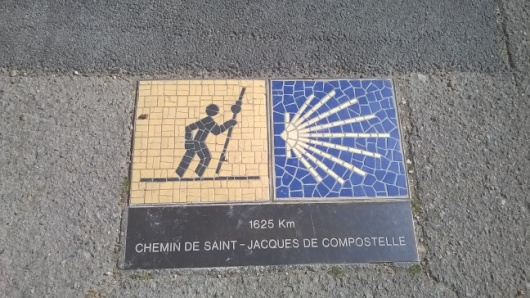 1625 Km
CHEMIN DE SAINT-JACQUES DE COMPOSTELLE